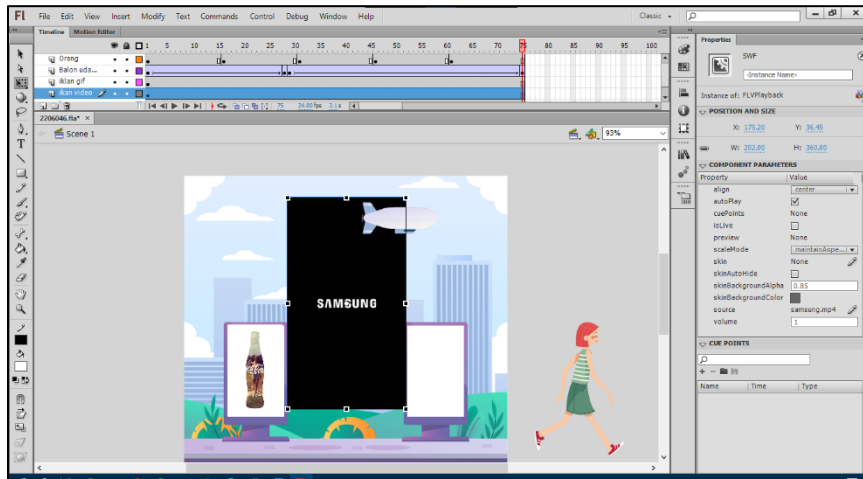 Fl File Edit View Insert Modify Text Commands Control Debug Window Help Classic
Timeline Motion Editor
1 5 10 15 20 25 30 35 40 45 50 55 60 65 70 75 80 85 90 95 100
Orang
Balon uda...
iklan gif
ikan video
75 24.00 fps 3.1 s
2206046.fla* ×
Scene 1 93%
SAMSUNG
Coca-Cola
Properties
SWF
<Instance Name>
Instance of: FLVPlayback
POSITION AND SIZE
X: 175.20 Y: 36.45
W: 202.00 H: 360.00
COMPONENT PARAMETERS
Property Value
align center
autoPlay
cuePoints None
isLive
preview None
scaleMode maintainAspe...
skin None
skinAutoHide
skinBackgroundAlpha 0.85
skinBackgroundColor
source samsung.mp4
volume 1
CUE POINTS
Name Time Type